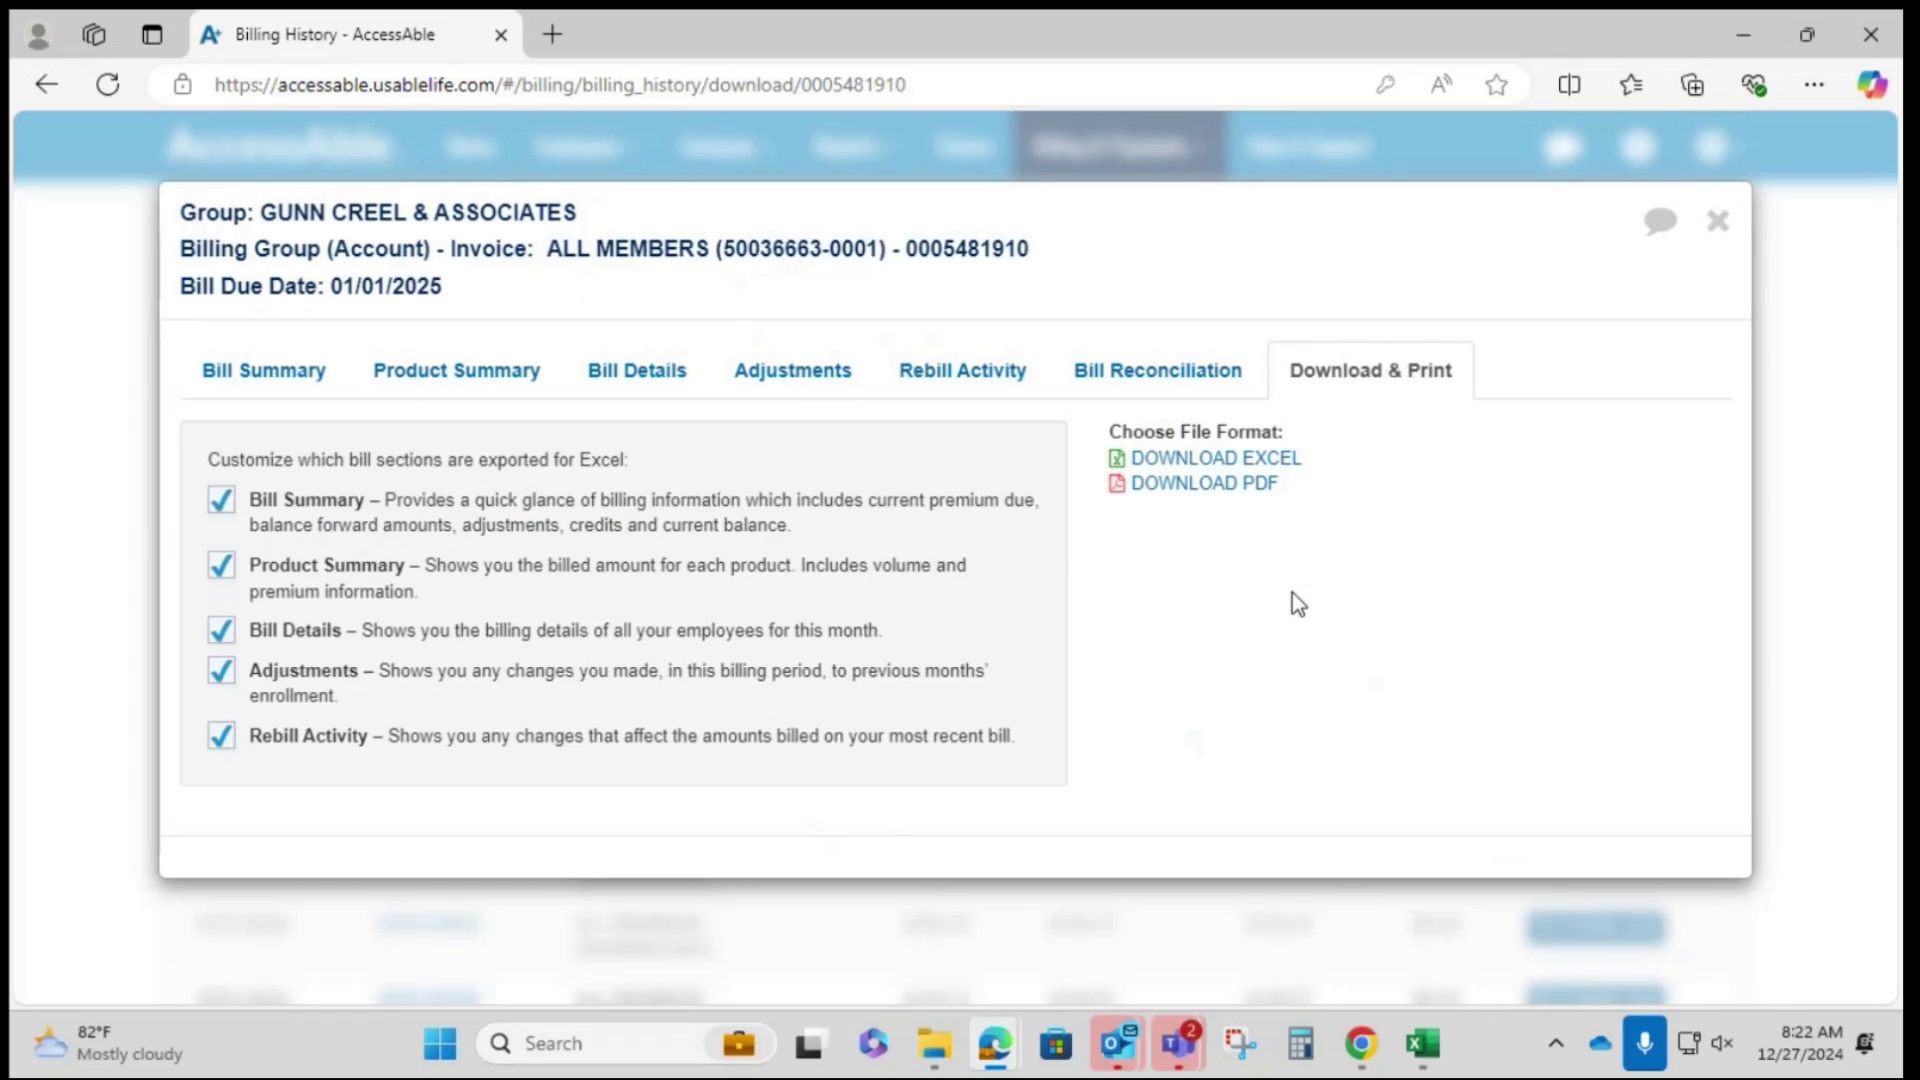 Billing History - AccessAble
https://accessable.usablelife.com/#/billing/billing_history/download/0005481910
AccessAble
Group: GUNN CREEL & ASSOCIATES
Billing Group (Account) - Invoice: ALL MEMBERS (50036663-0001) - 0005481910
Bill Due Date: 01/01/2025
Bill Summary Product Summary Bill Details Adjustments Rebill Activity Bill Reconciliation Download & Print
Customize which bill sections are exported for Excel:
Bill Summary – Provides a quick glance of billing information which includes current premium due,
balance forward amounts, adjustments, credits and current balance.
Product Summary – Shows you the billed amount for each product. Includes volume and
premium information.
Bill Details – Shows you the billing details of all your employees for this month.
Adjustments – Shows you any changes you made, in this billing period, to previous months'
enrollment.
Rebill Activity – Shows you any changes that affect the amounts billed on your most recent bill.
Choose File Format:
DOWNLOAD EXCEL
DOWNLOAD PDF
82°F
Mostly cloudy
Search
2
8:22 AM
12/27/2024